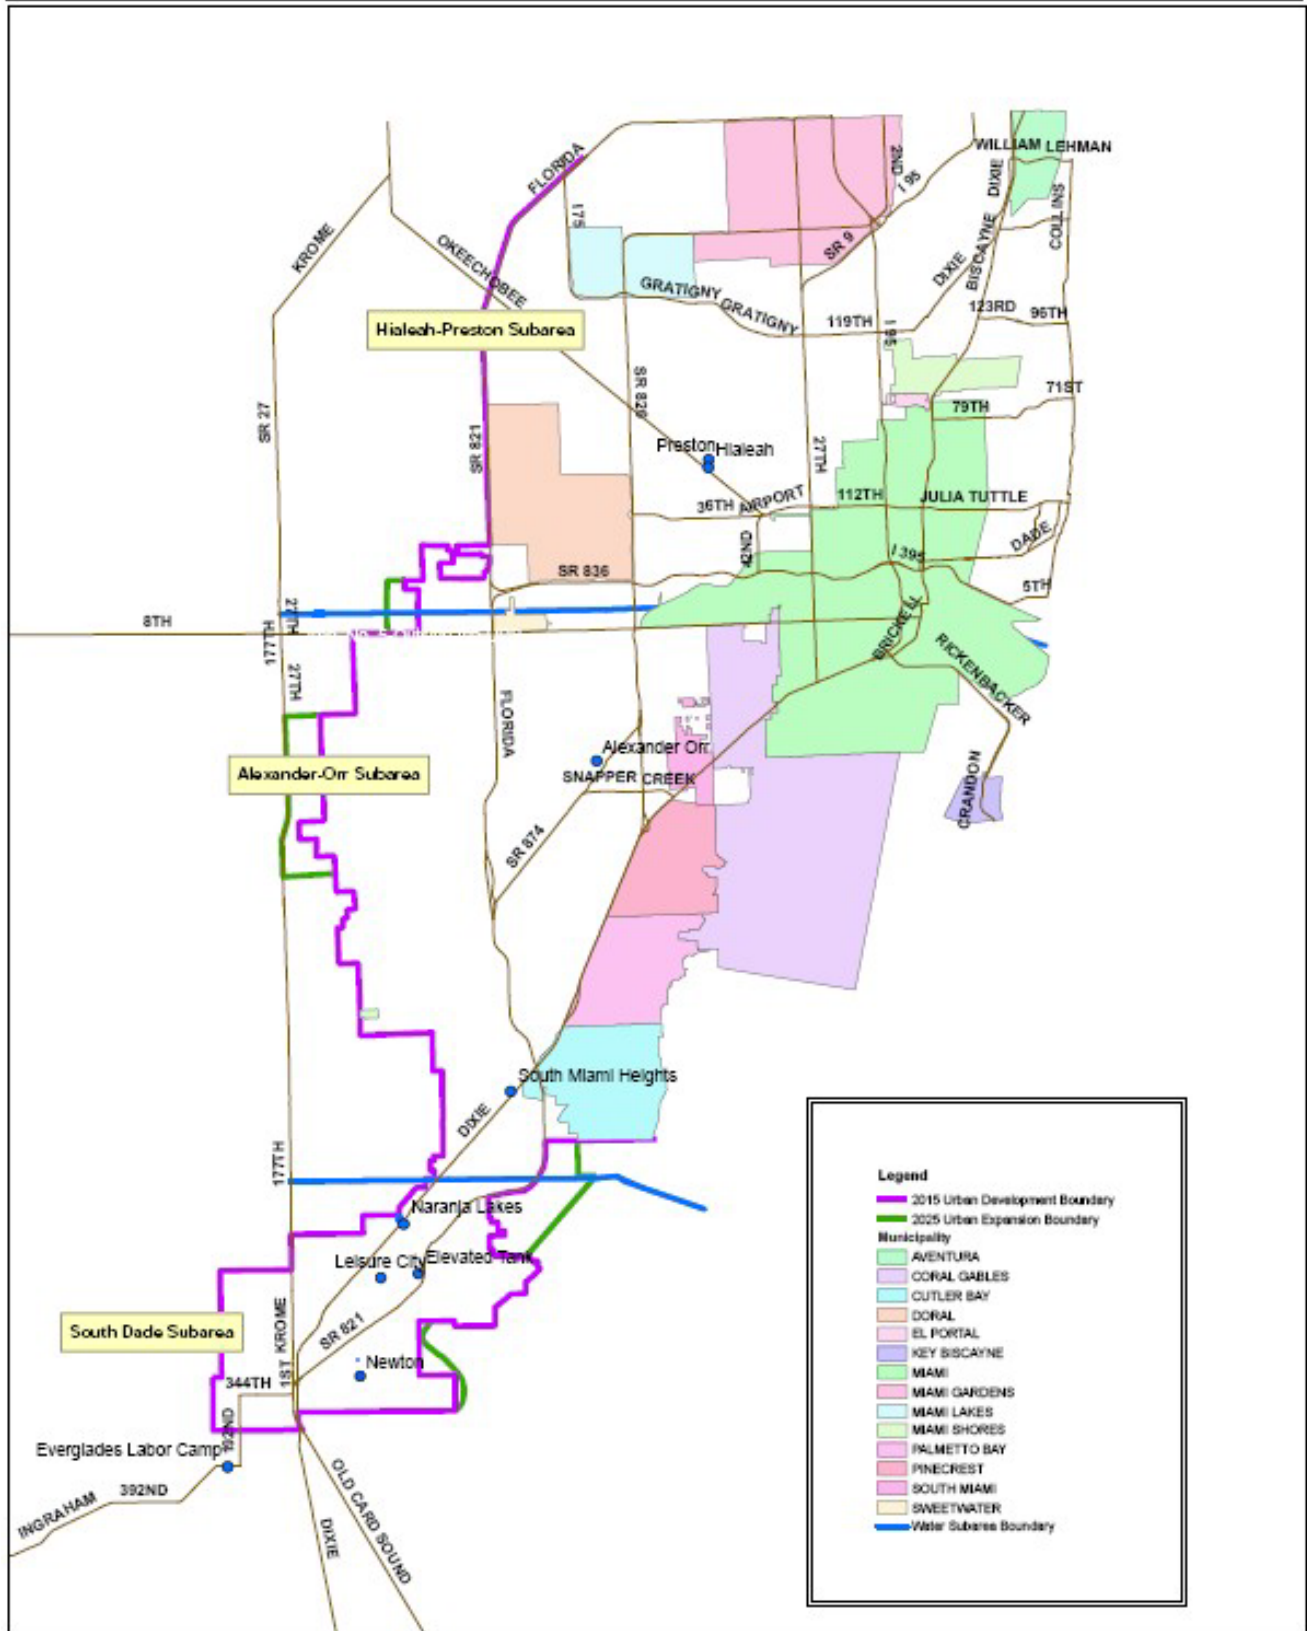 WILLIAM LEHMAN
FLORIDA
2ND
I 95
DIXIE
COLLINS
I 75
KROME
OKEECHOBEE
SR 9
BISCAYNE
DIXIE
GRATIGNY
GRATIGNY
119TH
I 95
123RD
96TH
Hialeah-Preston Subarea
SR 27
SR 821
SR 826
71ST
79TH
Preston
Hialeah
27TH
36TH
AIRPORT
112TH
JULIA TUTTLE
DADE
42ND
I 395
SR 836
5TH
8TH
27TH
177TH
27TH
BRICKELL
RICKENBACKER
FLORIDA
Alexander Orr
Alexander-Orr Subarea
SNAPPER CREEK
CRANDON
SR 874
South Miami Heights
DIXIE
177TH
Naranja Lakes
Leisure City
Elevated Tank
South Dade Subarea
1ST
KROME
SR 821
Newton
344TH
192ND
Everglades Labor Camp
392ND
INGRAHAM
OLD CARD SOUND
DIXIE
Legend
2015 Urban Development Boundary
2025 Urban Expansion Boundary
Municipality
AVENTURA
CORAL GABLES
CUTLER BAY
DORAL
EL PORTAL
KEY BISCAYNE
MIAMI
MIAMI GARDENS
MIAMI LAKES
MIAMI SHORES
PALMETTO BAY
PINECREST
SOUTH MIAMI
SWEETWATER
Water Subarea Boundary